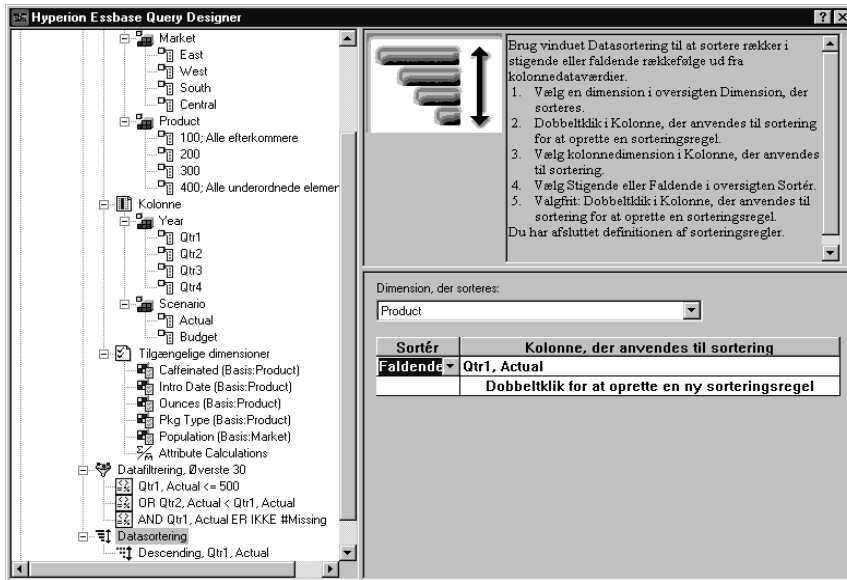 Hyperion Essbase Query Designer
Market
East
West
South
Central
Product
100; Alle efterkommere
200
300
400; Alle underordnede elemer
Kolonne
Year
Qtr1
Qtr2
Qtr3
Qtr4
Scenario
Actual
Budget
Tilgængelige dimensioner
Caffeinated (Basis:Product)
Intro Date (Basis:Product)
Ounces (Basis:Product)
Pkg Type (Basis:Product)
Population (Basis:Market)
Attribute Calculations
Datafiltrering, Øverste 30
Qtr1, Actual <= 500
OR Qtr2, Actual < Qtr1, Actual
AND Qtr1, Actual ER IKKE #Missing
Datasortering
Descending, Qtr1, Actual
Brug vinduet Datasortering til at sortere rækker i
stigende eller faldende rækkefølge ud fra
kolonnedataværdier.
1. Vælg en dimension i oversigten Dimension, der
sorteres.
2. Dobbeltklik i Kolonne, der anvendes til sortering
for at oprette en sorteringsregel.
3. Vælg kolonnedimension i Kolonne, der anvendes
til sortering.
4. Vælg Stigende eller Faldende i oversigten Sortér.
5. Valgfrit: Dobbeltklik i Kolonne, der anvendes til
sortering for at oprette en sorteringsregel.
Du har afsluttet definitionen af sorteringsregler.
Dimension, der sorteres:
Product
Sortér Kolonne, der anvendes til sortering
Faldende Qtr1, Actual
Dobbeltklik for at oprette en ny sorteringsregel